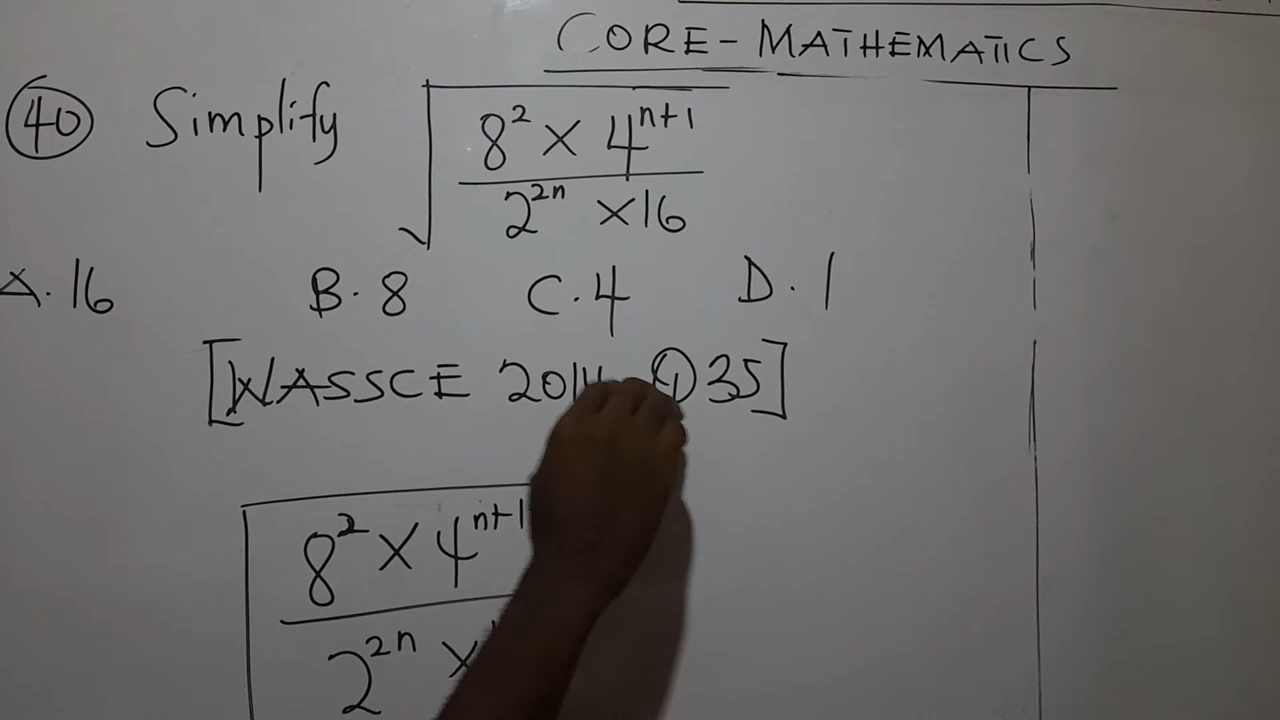 CORE-MATHEMATICS
40 Simplify √(8² × 4ⁿ⁺¹ / 2²ⁿ ×16)
A. 16 B. 8 C. 4 D. 1
[WASSCE 35]
8² × 4ⁿ⁺¹
2²ⁿ ×